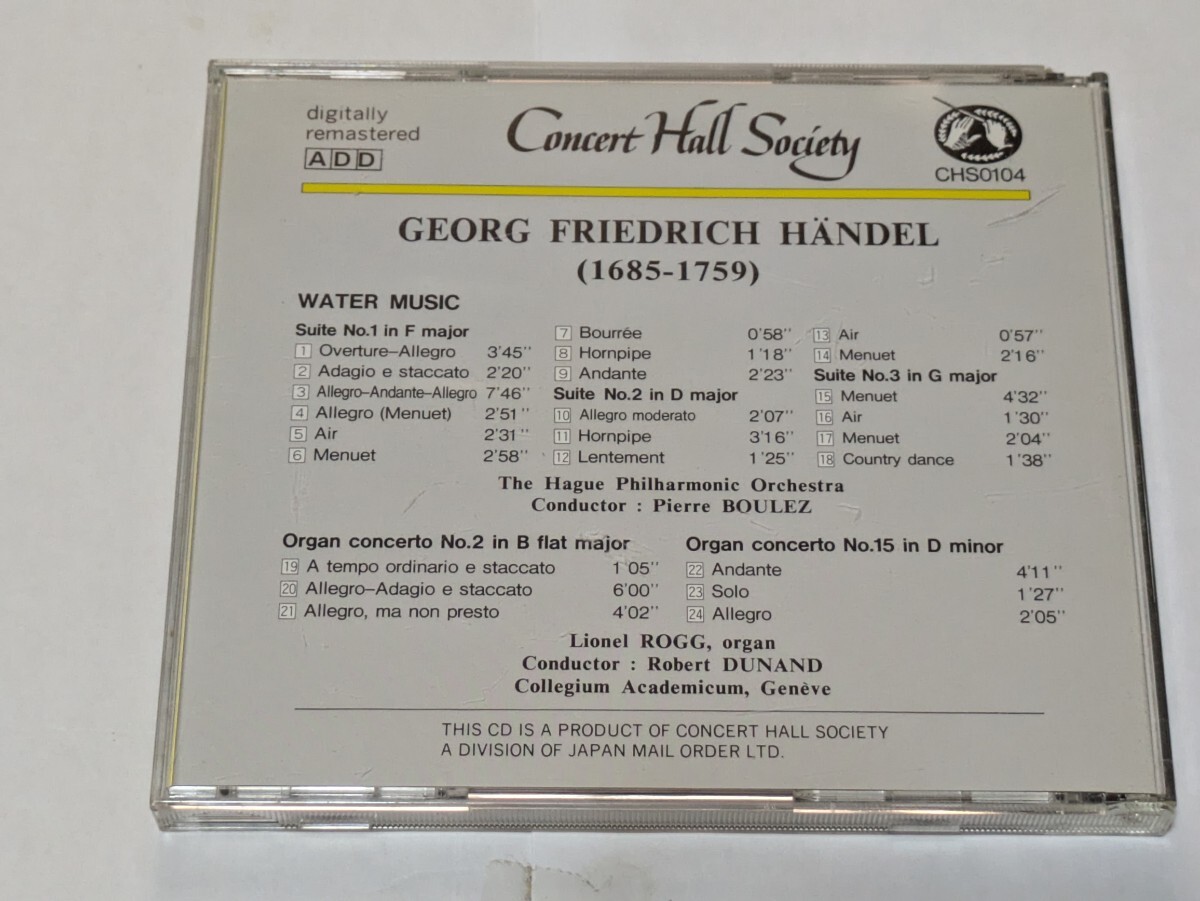 digitally
remastered
ADD
Concert Hall Society
CHS0104
GEORG FRIEDRICH HÄNDEL
(1685-1759)
WATER MUSIC
Suite No.1 in F major
1 Overture–Allegro 3'45''
2 Adagio e staccato 2'20''
3 Allegro–Andante–Allegro 7'46''
4 Allegro (Menuet) 2'51''
5 Air 2'31''
6 Menuet 2'58''
7 Bourrée 0'58''
8 Hornpipe 1'18''
9 Andante 2'23''
Suite No.2 in D major
10 Allegro moderato 2'07''
11 Hornpipe 3'16''
12 Lentement 1'25''
13 Air 0'57''
14 Menuet 2'16''
Suite No.3 in G major
15 Menuet 4'32''
16 Air 1'30''
17 Menuet 2'04''
18 Country dance 1'38''
The Hague Philharmonic Orchestra
Conductor : Pierre BOULEZ
Organ concerto No.2 in B flat major
19 A tempo ordinario e staccato 1'05''
20 Allegro–Adagio e staccato 6'00''
21 Allegro, ma non presto 4'02''
Organ concerto No.15 in D minor
22 Andante 4'11''
23 Solo 1'27''
24 Allegro 2'05''
Lionel ROGG, organ
Conductor : Robert DUNAND
Collegium Academicum, Genève
THIS CD IS A PRODUCT OF CONCERT HALL SOCIETY
A DIVISION OF JAPAN MAIL ORDER LTD.